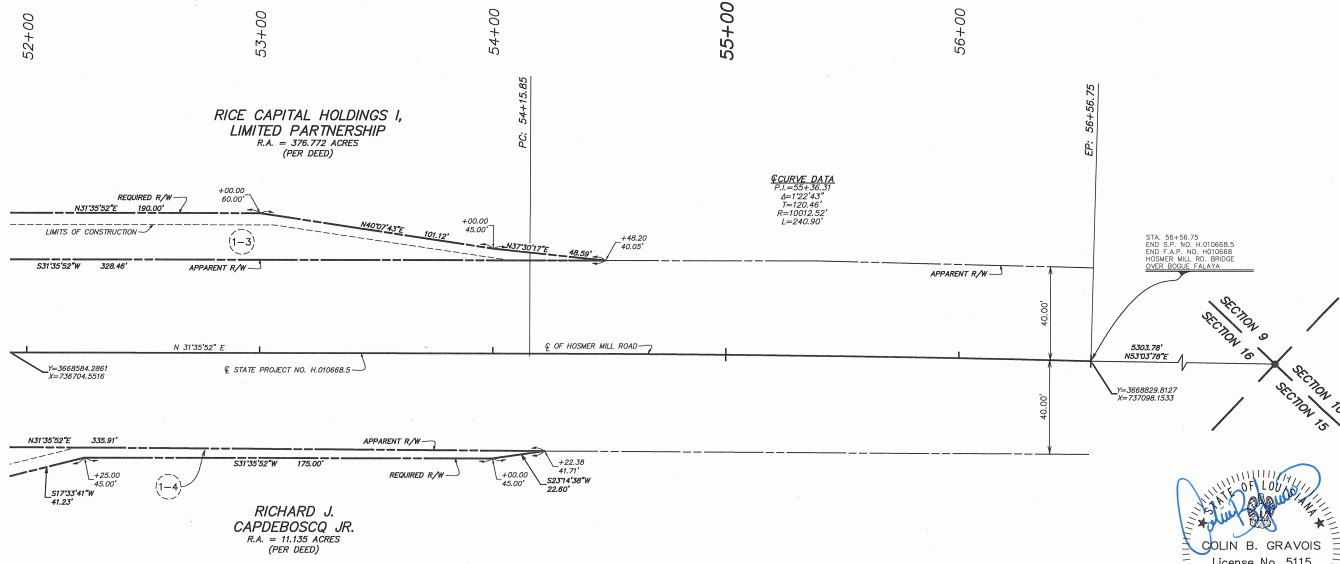 52+00
53+00
54+00
55+00
56+00
PC: 54+15.85
EP: 56+56.75
RICE CAPITAL HOLDINGS I,
LIMITED PARTNERSHIP
R.A. = 376.772 ACRES
(PER DEED)
℄ CURVE DATA
P.I.=55+36.31
Δ=1°22'43"
T=120.46'
R=10012.52'
L=240.90'
REQUIRED R/W
N31°35'52"E 190.00'
+00.00
60.00'
LIMITS OF CONSTRUCTION
1-3
N40°07'43"E 101.12'
+00.00
45.00'
N37°30'17"E 48.59'
+48.20
40.05'
S31°35'52"W 328.46'
APPARENT R/W
APPARENT R/W
STA. 56+56.75
END S.P. NO. H.010668.5
END F.A.P. NO. H010668
HOSMER MILL RD. BRIDGE
OVER BOGUE FALAYA
40.00'
SECTION 9
SECTION 16
SECTION 10
SECTION 15
N 31°35'52" E
℄ OF HOSMER MILL ROAD
℄ STATE PROJECT NO. H.010668.5
5303.78'
N53°03'78"E
Y=3668584.2861
X=736704.5516
Y=3668829.8127
X=737098.1533
40.00'
N31°35'52"E 335.91'
APPARENT R/W
S31°35'52"W 175.00'
REQUIRED R/W
+25.00
45.00'
S17°33'41"W
41.23'
1-4
+00.00
45.00'
+22.38
41.71'
S23°14'38"W
22.60'
RICHARD J.
CAPDEBOSCQ JR.
R.A. = 11.135 ACRES
(PER DEED)
STATE OF LOUISIANA
COLIN B. GRAVOIS
License No. 5115